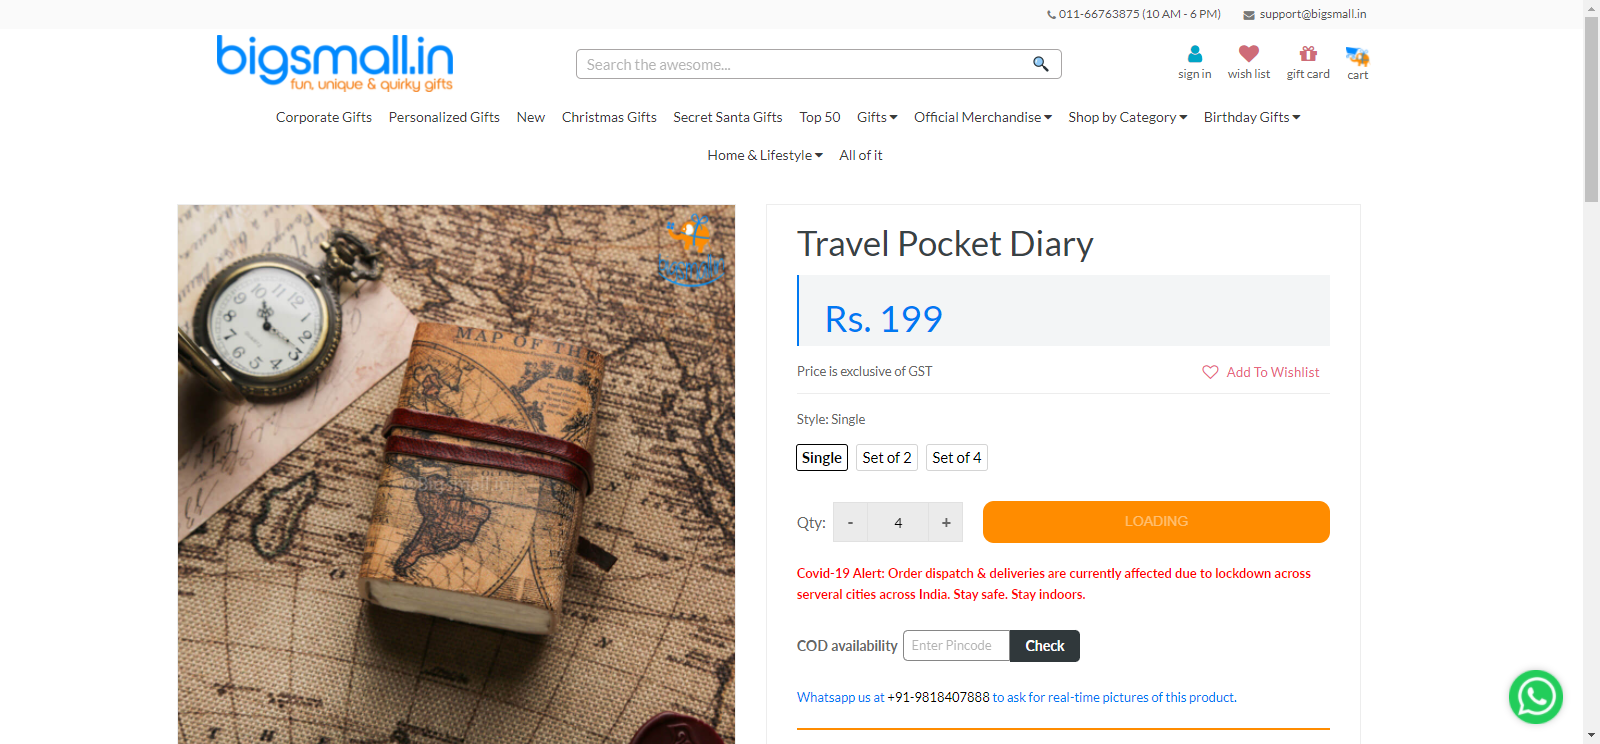 011-66763875 (10 AM - 6 PM) support@bigsmall.in
bigsmall.in
fun, unique & quirky gifts
Search the awesome...
sign in wish list gift card cart
Corporate Gifts Personalized Gifts New Christmas Gifts Secret Santa Gifts Top 50 Gifts Official Merchandise Shop by Category Birthday Gifts
Home & Lifestyle All of it
Travel Pocket Diary
Rs. 199
Price is exclusive of GST
Add To Wishlist
Style: Single
Single Set of 2 Set of 4
Qty: - 4 +
LOADING
Covid-19 Alert: Order dispatch & deliveries are currently affected due to lockdown across
serveral cities across India. Stay safe. Stay indoors.
COD availability Enter Pincode Check
Whatsapp us at +91-9818407888 to ask for real-time pictures of this product.
MAP OF THE